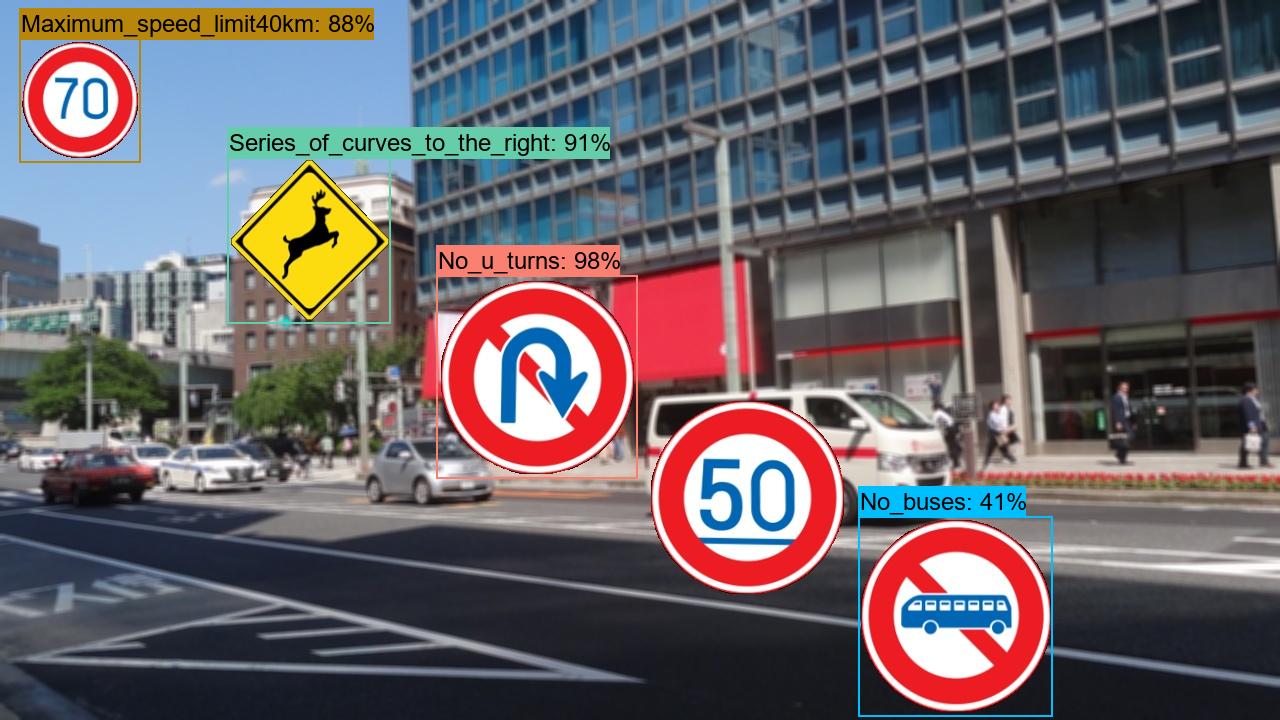 Maximum_speed_limit40km: 88%
70
Series_of_curves_to_the_right: 91%
No_u_turns: 98%
50
No_buses: 41%